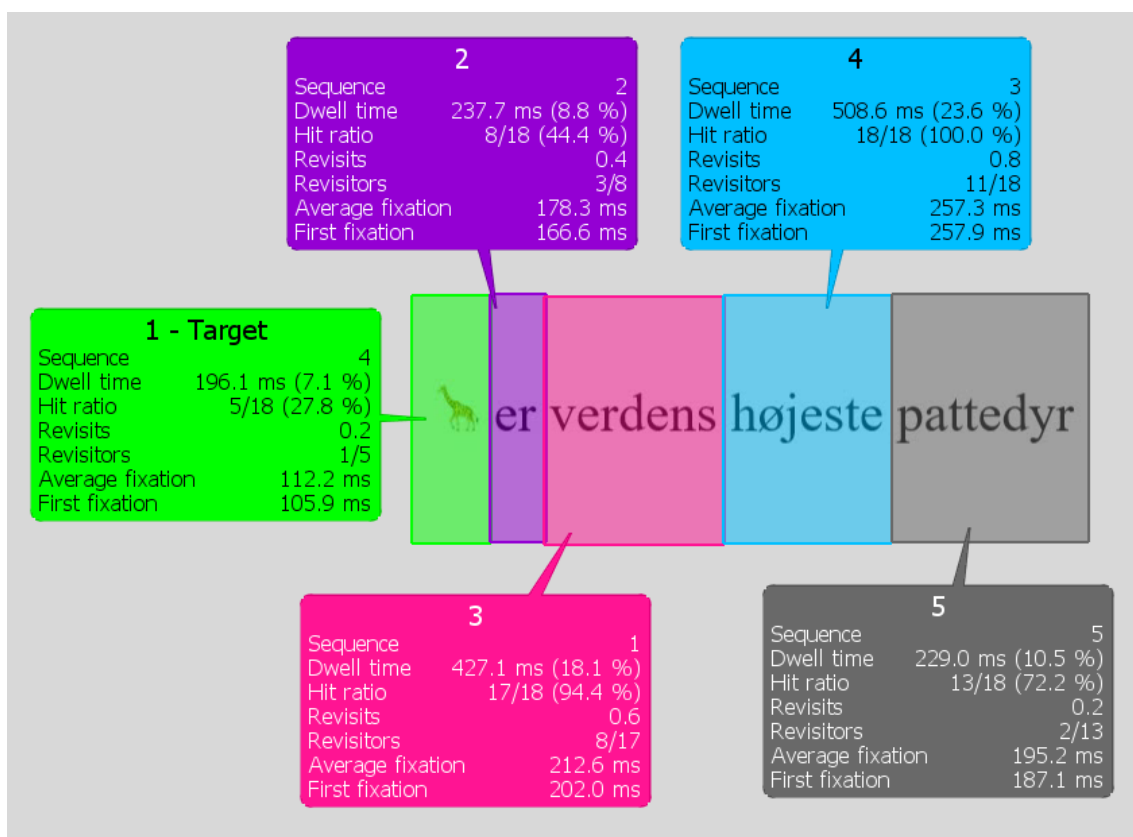 2
Sequence 2
Dwell time 237.7 ms (8.8 %)
Hit ratio 8/18 (44.4 %)
Revisits 0.4
Revisitors 3/8
Average fixation 178.3 ms
First fixation 166.6 ms
4
Sequence 3
Dwell time 508.6 ms (23.6 %)
Hit ratio 18/18 (100.0 %)
Revisits 0.8
Revisitors 11/18
Average fixation 257.3 ms
First fixation 257.9 ms
1 - Target
Sequence 4
Dwell time 196.1 ms (7.1 %)
Hit ratio 5/18 (27.8 %)
Revisits 0.2
Revisitors 1/5
Average fixation 112.2 ms
First fixation 105.9 ms
er verdens højeste pattedyr
3
Sequence 1
Dwell time 427.1 ms (18.1 %)
Hit ratio 17/18 (94.4 %)
Revisits 0.6
Revisitors 8/17
Average fixation 212.6 ms
First fixation 202.0 ms
5
Sequence 5
Dwell time 229.0 ms (10.5 %)
Hit ratio 13/18 (72.2 %)
Revisits 0.2
Revisitors 2/13
Average fixation 195.2 ms
First fixation 187.1 ms